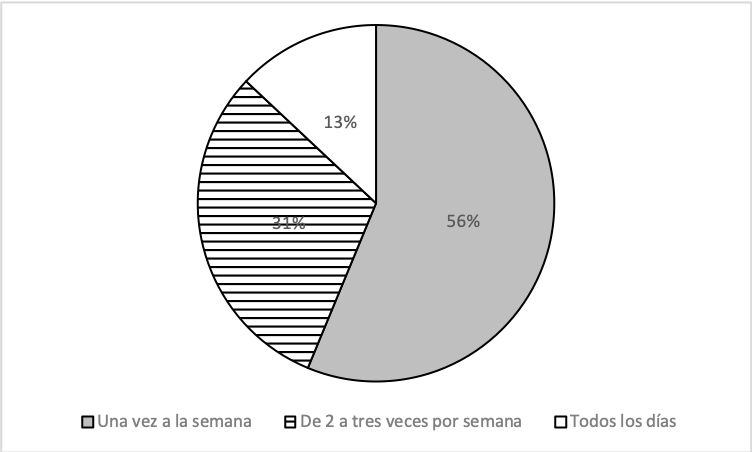 13%
31%
56%
Una vez a la semana
De 2 a tres veces por semana
Todos los días